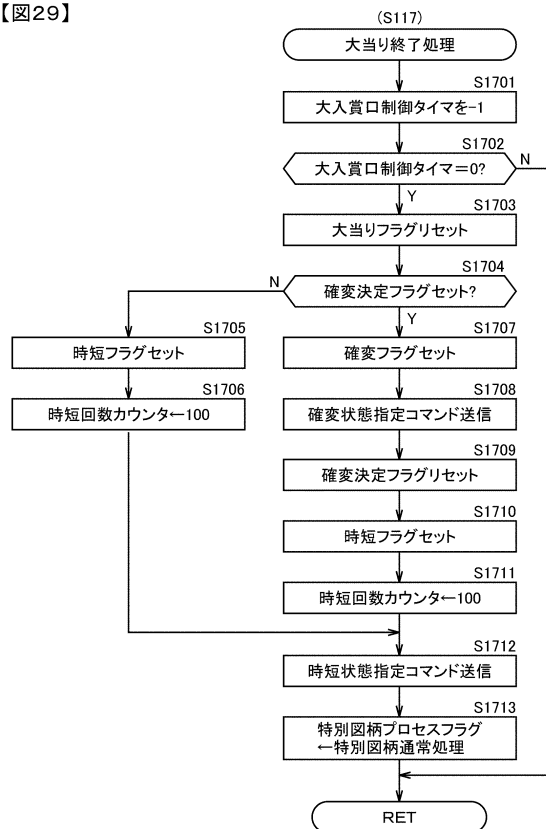 【図29】
(S117)
大当り終了処理
S1701
大入賞口制御タイマを-1
S1702
大入賞口制御タイマ＝0?
N
Y
S1703
大当りフラグリセット
S1704
確変決定フラグセット?
N
Y
S1705
時短フラグセット
S1706
時短回数カウンタ←100
S1707
確変フラグセット
S1708
確変状態指定コマンド送信
S1709
確変決定フラグリセット
S1710
時短フラグセット
S1711
時短回数カウンタ←100
S1712
時短状態指定コマンド送信
S1713
特別図柄プロセスフラグ
←特別図柄通常処理
RET